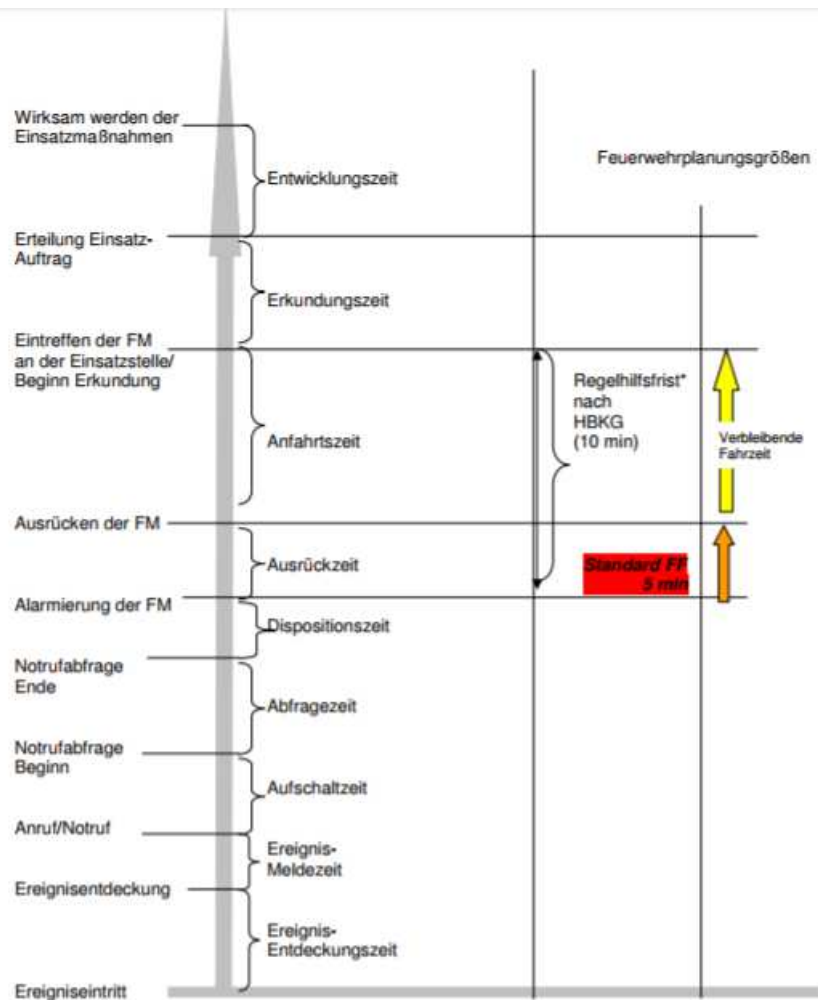 Wirksam werden der
Einsatzmaßnahmen
Feuerwehrplanungsgrößen
Entwicklungszeit
Erteilung Einsatz-
Auftrag
Erkundungszeit
Eintreffen der FM
an der Einsatzstelle/
Beginn Erkundung
Regelhilfsfrist*
nach
HBKG
(10 min)
Anfahrtszeit
Verbleibende
Fahrzeit
Ausrücken der FM
Ausrückzeit
Standard FF
5 min
Alarmierung der FM
Dispositionszeit
Notrufabfrage
Ende
Abfragezeit
Notrufabfrage
Beginn
Aufschaltzeit
Anruf/Notruf
Ereignis-
Meldezeit
Ereignisentdeckung
Ereignis-
Entdeckungszeit
Ereigniseintritt